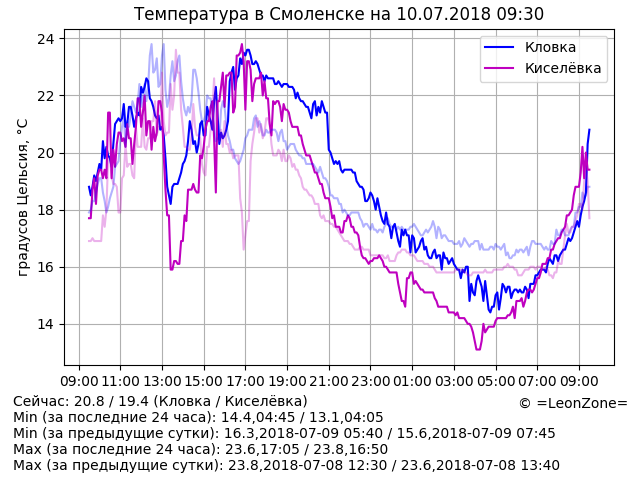 Температура в Смоленске на 10.07.2018 09:30
24
22
20
18
16
14
градусов Цельсия, °C
Кловка
Киселёвка
09:00 11:00 13:00 15:00 17:00 19:00 21:00 23:00 01:00 03:00 05:00 07:00 09:00
Сейчас: 20.8 / 19.4 (Кловка / Киселёвка)
© =LeonZone=
Min (за последние 24 часа): 14.4,04:45 / 13.1,04:05
Min (за предыдущие сутки): 16.3,2018-07-09 05:40 / 15.6,2018-07-09 07:45
Max (за последние 24 часа): 23.6,17:05 / 23.8,16:50
Max (за предыдущие сутки): 23.8,2018-07-08 12:30 / 23.6,2018-07-08 13:40